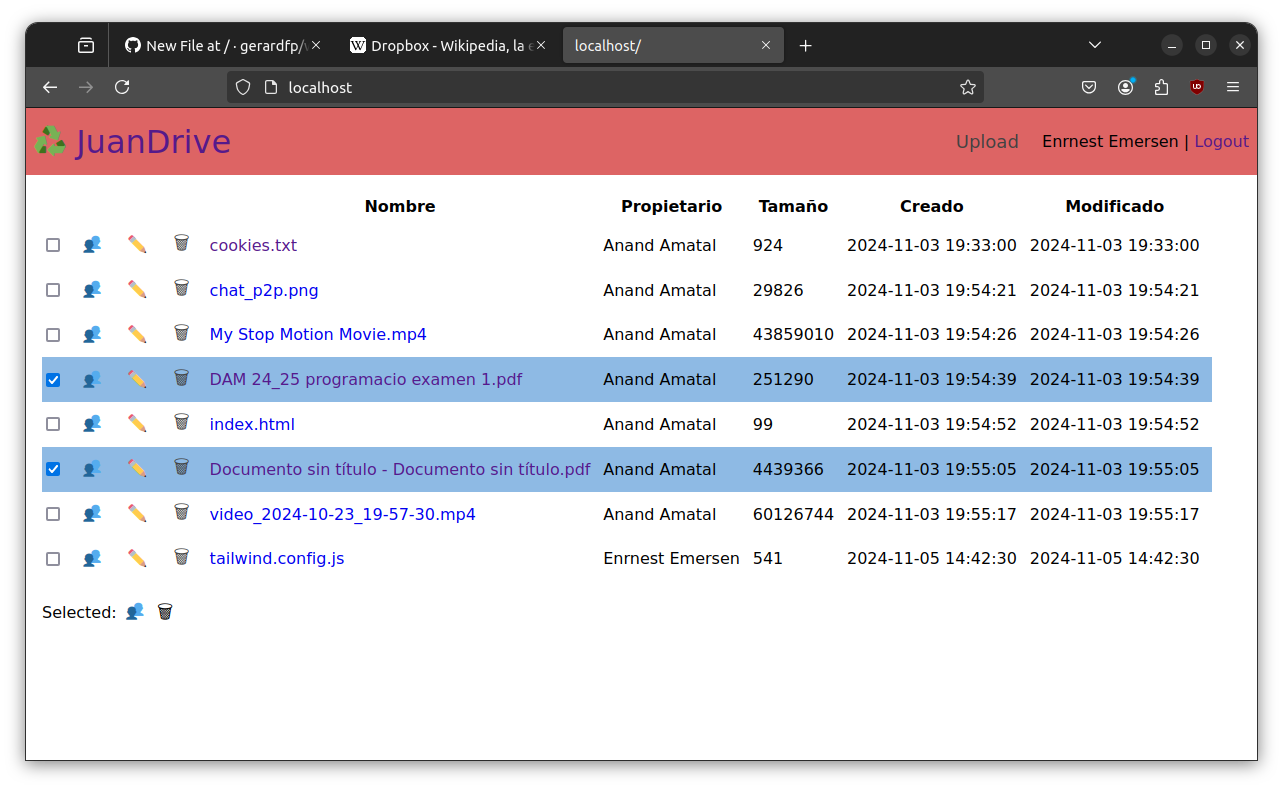 New File at / · gerardfp/
Dropbox - Wikipedia, la e
localhost/
localhost
JuanDrive
Upload Enrnest Emersen | Logout
Nombre Propietario Tamaño Creado Modificado
cookies.txt Anand Amatal 924 2024-11-03 19:33:00 2024-11-03 19:33:00
chat_p2p.png Anand Amatal 29826 2024-11-03 19:54:21 2024-11-03 19:54:21
My Stop Motion Movie.mp4 Anand Amatal 43859010 2024-11-03 19:54:26 2024-11-03 19:54:26
DAM 24_25 programacio examen 1.pdf Anand Amatal 251290 2024-11-03 19:54:39 2024-11-03 19:54:39
index.html Anand Amatal 99 2024-11-03 19:54:52 2024-11-03 19:54:52
Documento sin título - Documento sin título.pdf Anand Amatal 4439366 2024-11-03 19:55:05 2024-11-03 19:55:05
video_2024-10-23_19-57-30.mp4 Anand Amatal 60126744 2024-11-03 19:55:17 2024-11-03 19:55:17
tailwind.config.js Enrnest Emersen 541 2024-11-05 14:42:30 2024-11-05 14:42:30
Selected: